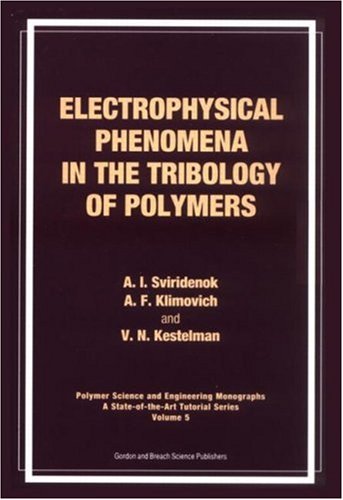 ELECTROPHYSICAL
PHENOMENA
IN THE TRIBOLOGY
OF POLYMERS
A. I. Sviridenok
A. F. Klimovich
and
V. N. Kestelman
Polymer Science and Engineering Monographs
A State-of-the-Art Tutorial Series
Volume 5
Gordon and Breach Science Publishers